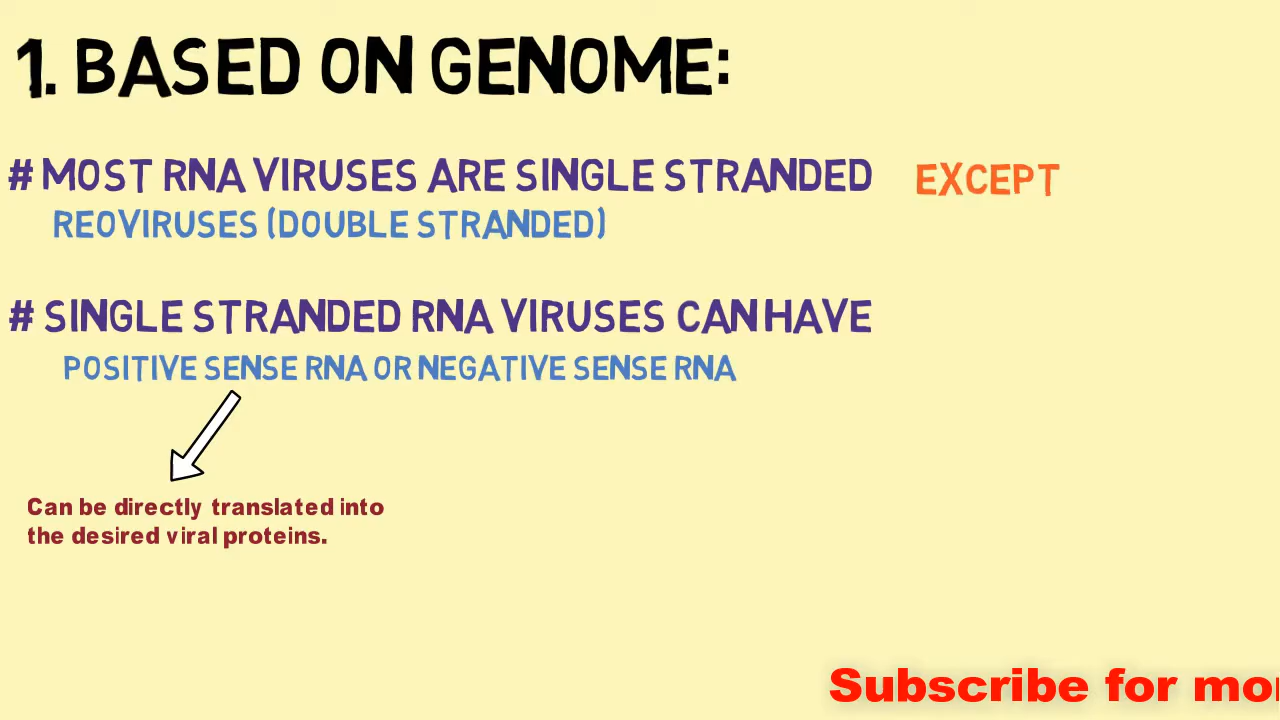 1. BASED ON GENOME:
# MOST RNA VIRUSES ARE SINGLE STRANDED EXCEPT
REOVIRUSES (DOUBLE STRANDED)
# SINGLE STRANDED RNA VIRUSES CAN HAVE
POSITIVE SENSE RNA OR NEGATIVE SENSE RNA
Can be directly translated into
the desired viral proteins.
Subscribe for